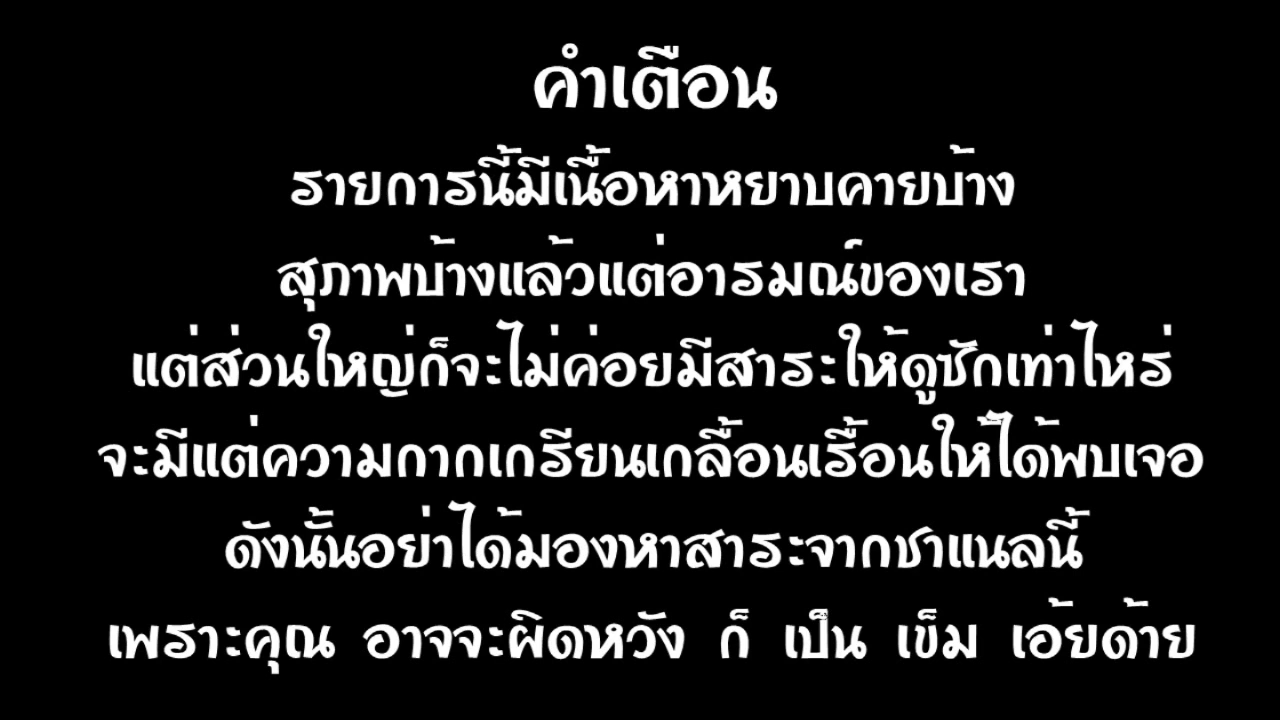 คำเตือน
รายการนี้มีเนื้อหาหยาบคายบ้าง
สุภาพบ้างแล้วแต่อารมณ์ของเรา
แต่ส่วนใหญ่ก็จะไม่ค่อยมีสาระให้ดูซักเท่าไหร่
จะมีแต่ความกากเกรียนเกลื้อนเรื้อนให้ได้พบเจอ
ดังนั้นอย่าได้มองหาสาระจากชาแนลนี้
เพราะคุณ อาจจะผิดหวัง ก็ เป็น เข็ม เอ้ยด้าย